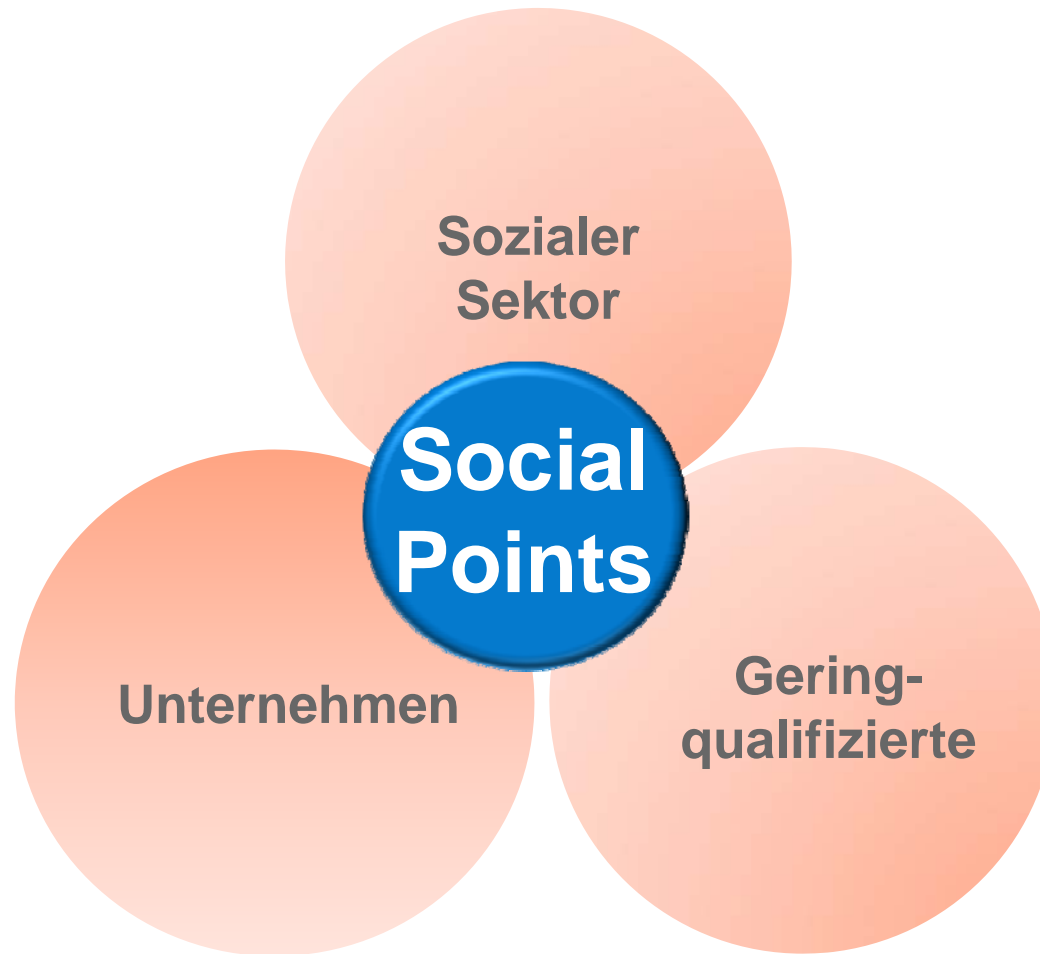 Sozialer
Sektor
Social
Points
Unternehmen
Gering-
qualifizierte